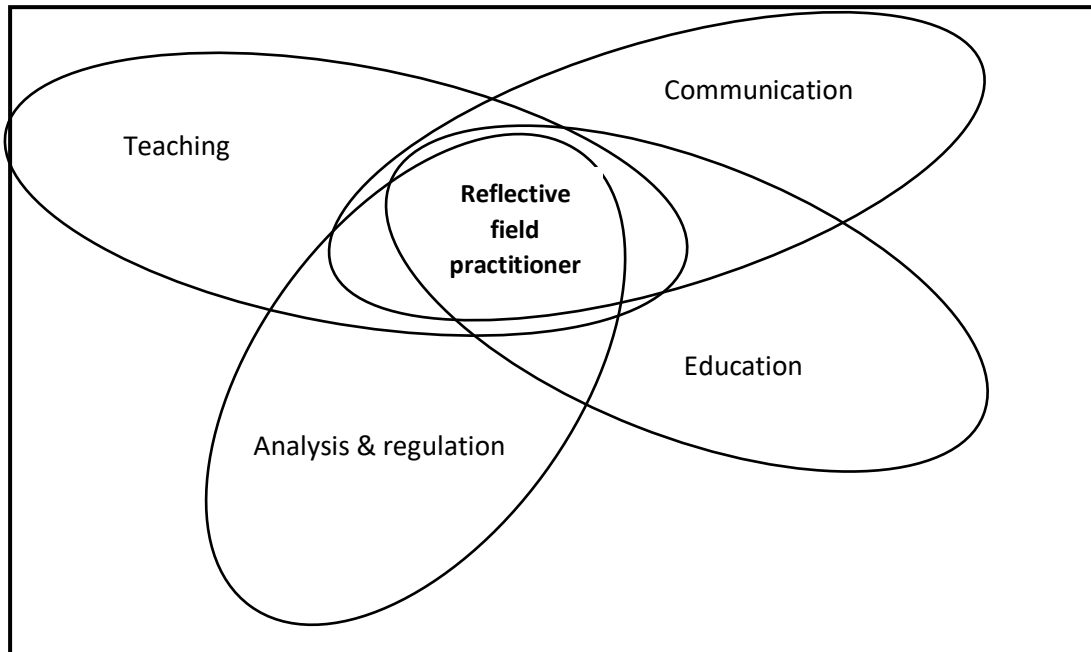 Communication
Teaching
Reflective
field
practitioner
Education
Analysis & regulation